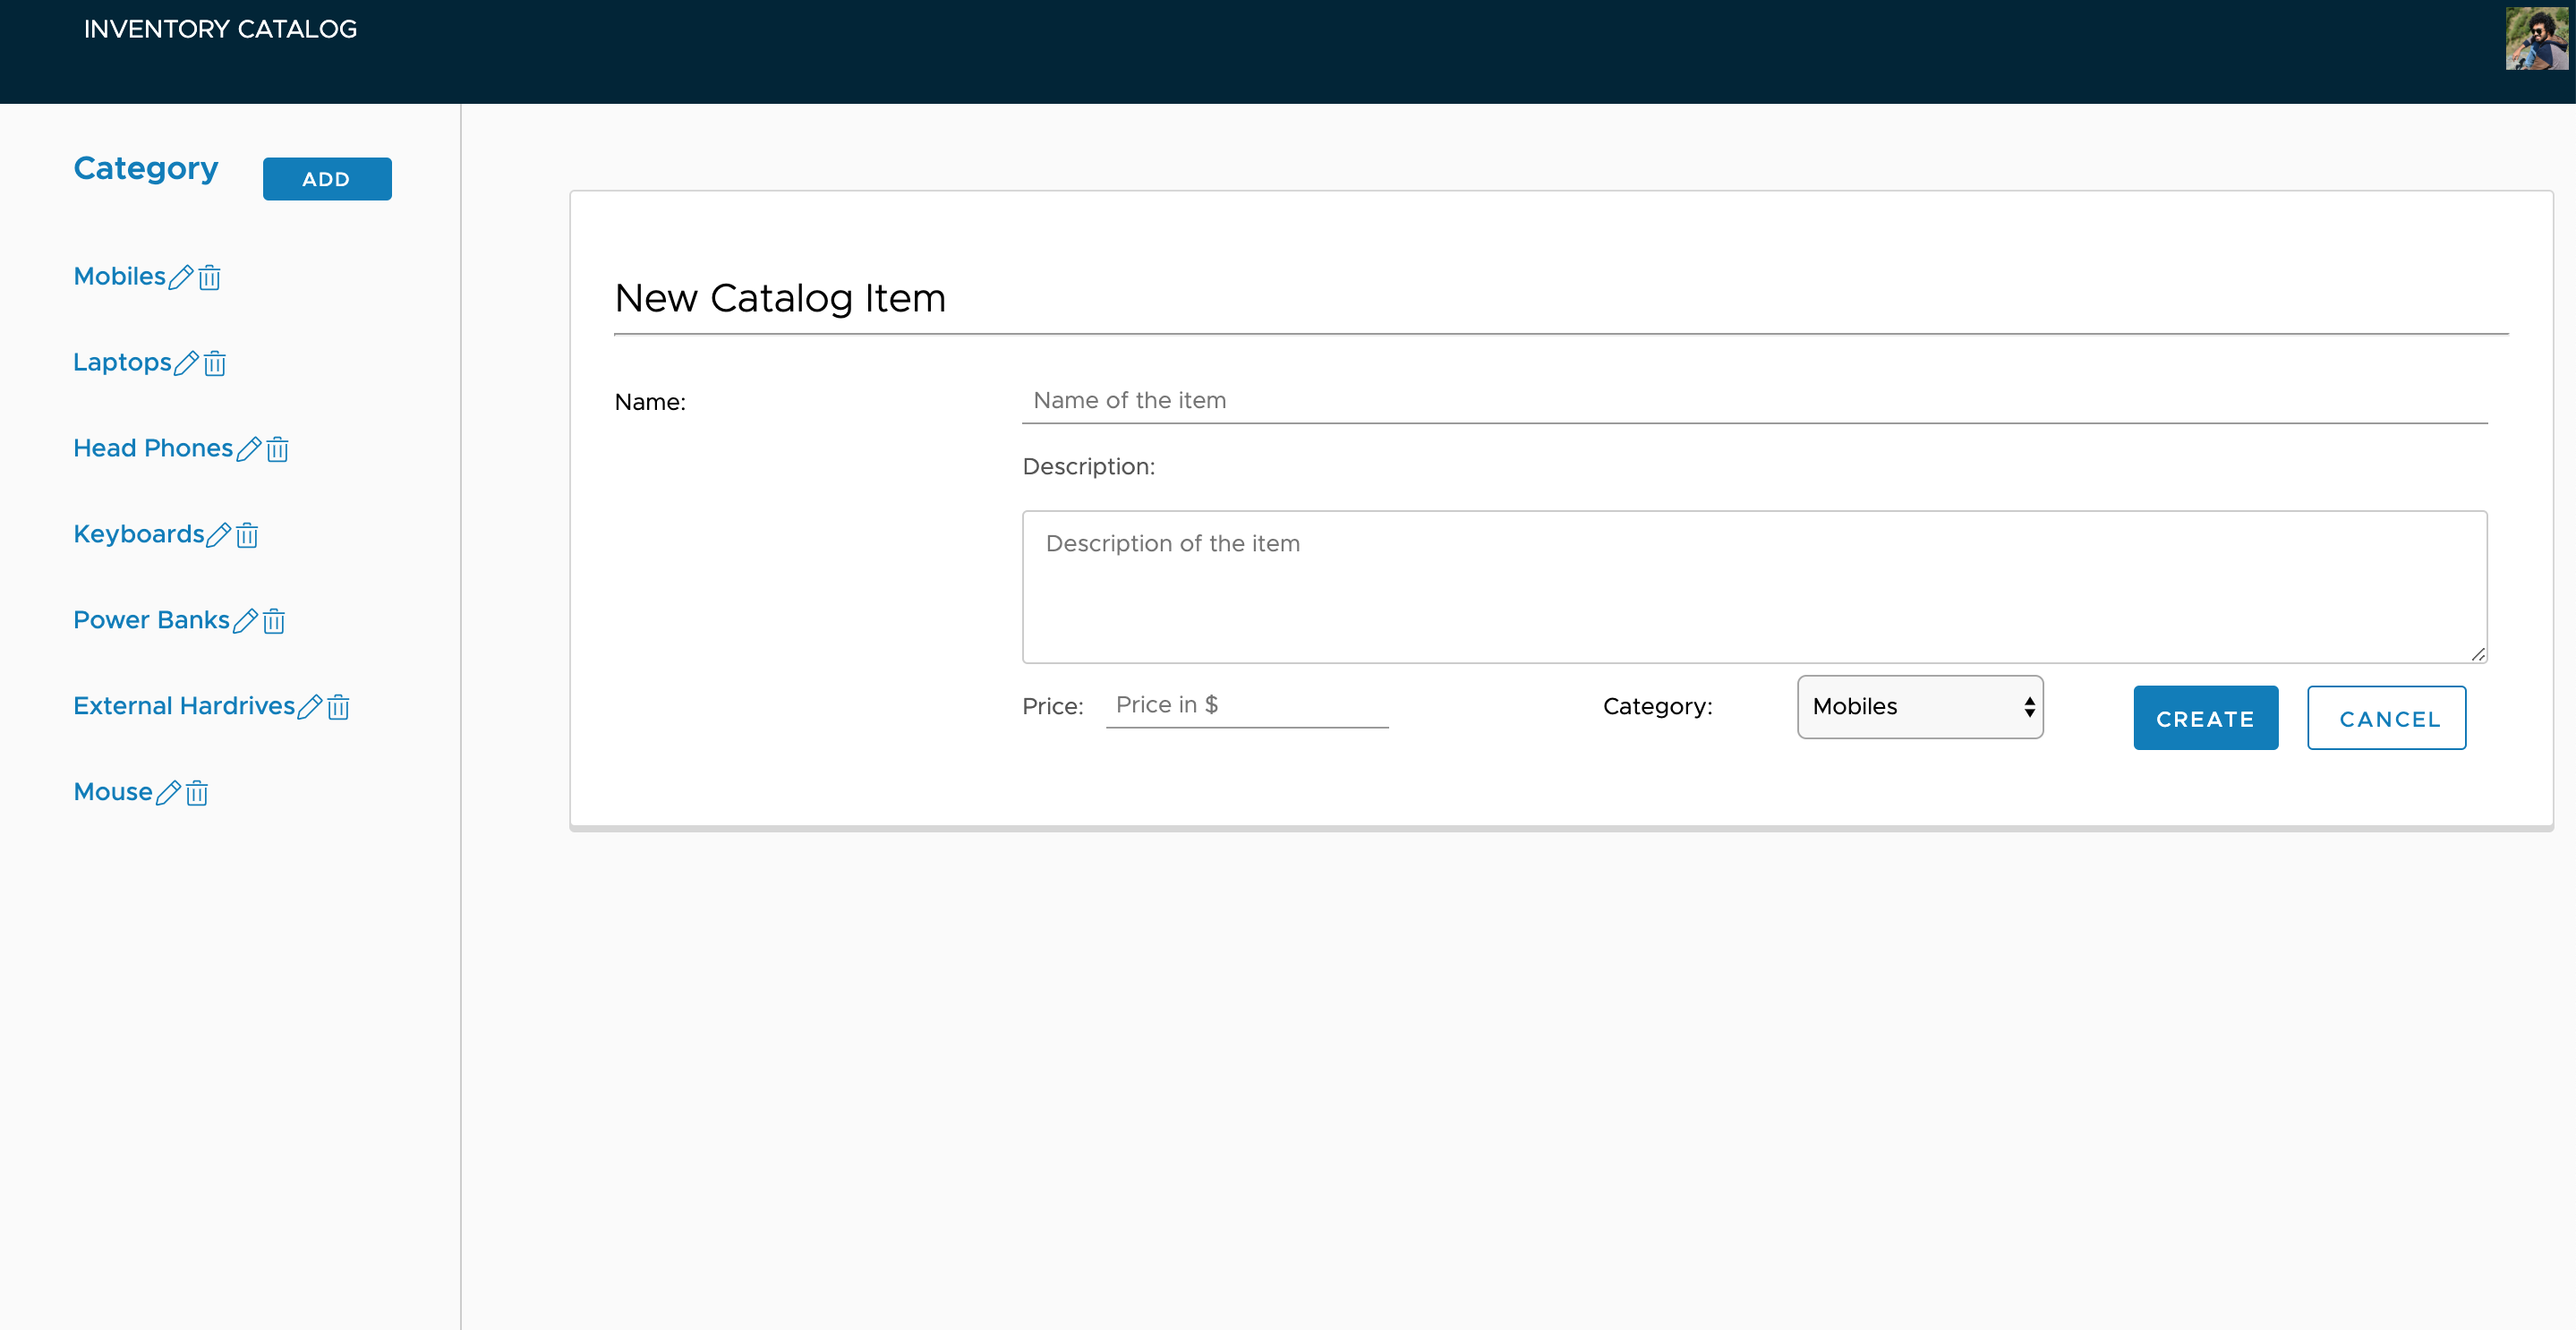 INVENTORY CATALOG
Category
ADD
Mobiles
Laptops
Head Phones
Keyboards
Power Banks
External Hardrives
Mouse
New Catalog Item
Name:
Name of the item
Description:
Description of the item
Price:
Price in $
Category:
Mobiles
CREATE
CANCEL